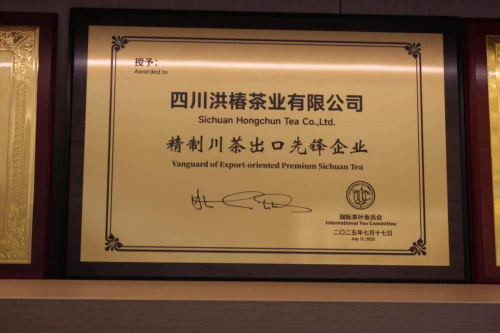 授予：
Awarded to
四川洪椿茶业有限公司
Sichuan Hongchun Tea Co.,Ltd.
精制川茶出口先锋企业
Vanguard of Export-oriented Premium Sichuan Tea
国际茶叶委员会
International Tea Committee
二〇二五年七月十七日
July 17, 2025